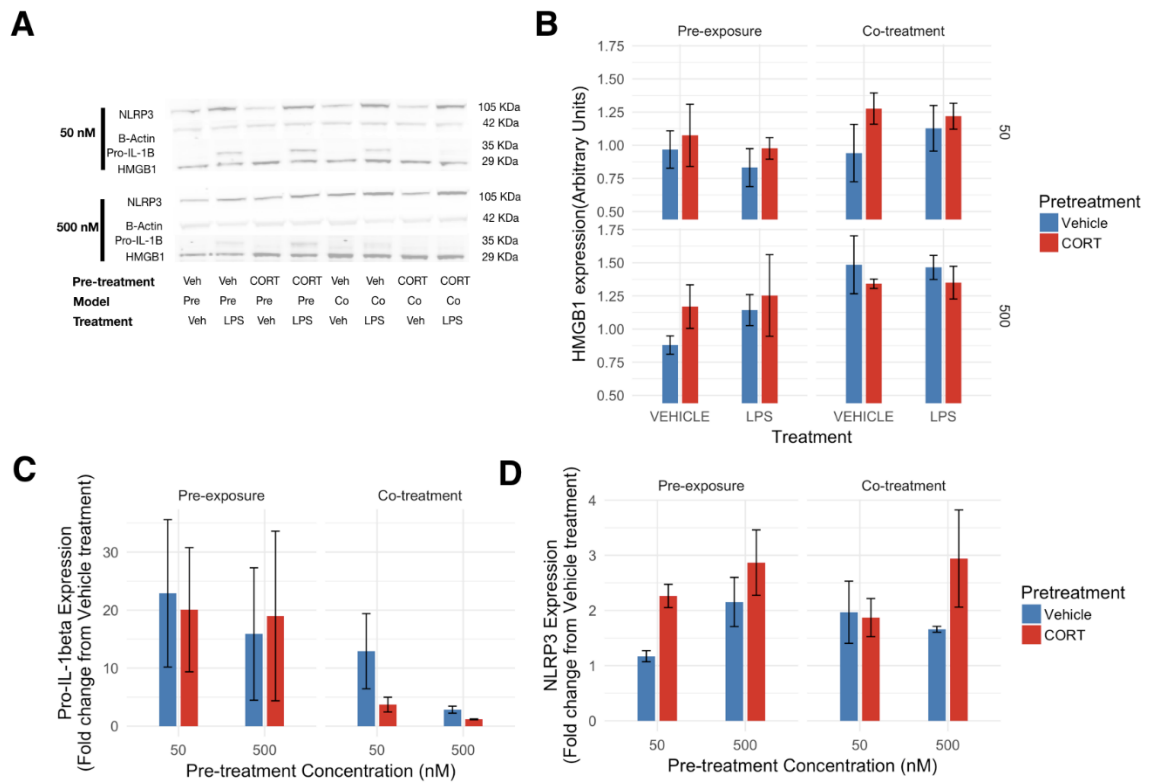 A
NLRP3
105 KDa
42 KDa
50 nM
B-Actin
35 KDa
Pro-IL-1B
HMGB1
29 KDa
NLRP3
105 KDa
500 nM
42 KDa
B-Actin
Pro-IL-1B
35 KDa
HMGB1
29 KDa
Pre-treatment Veh Veh CORT CORT Veh Veh CORT CORT
Model Pre Pre Pre Pre Co Co Co Co
Treatment Veh LPS Veh LPS Veh LPS Veh LPS
B
Pre-exposure Co-treatment
HMGB1 expression(Arbitrary Units)
1.75
1.50
1.25
1.00
0.75
0.50
50
1.75
1.50
1.25
1.00
0.75
0.50
500
VEHICLE LPS VEHICLE LPS
Treatment
Pretreatment
Vehicle
CORT
C
Pre-exposure Co-treatment
Pro-IL-1beta Expression
(Fold change from Vehicle treatment)
30
20
10
0
50 500 50 500
Pre-treatment Concentration (nM)
D
Pre-exposure Co-treatment
NLRP3 Expression
(Fold change from Vehicle treatment)
4
3
2
1
0
50 500 50 500
Pre-treatment Concentration (nM)
Pretreatment
Vehicle
CORT